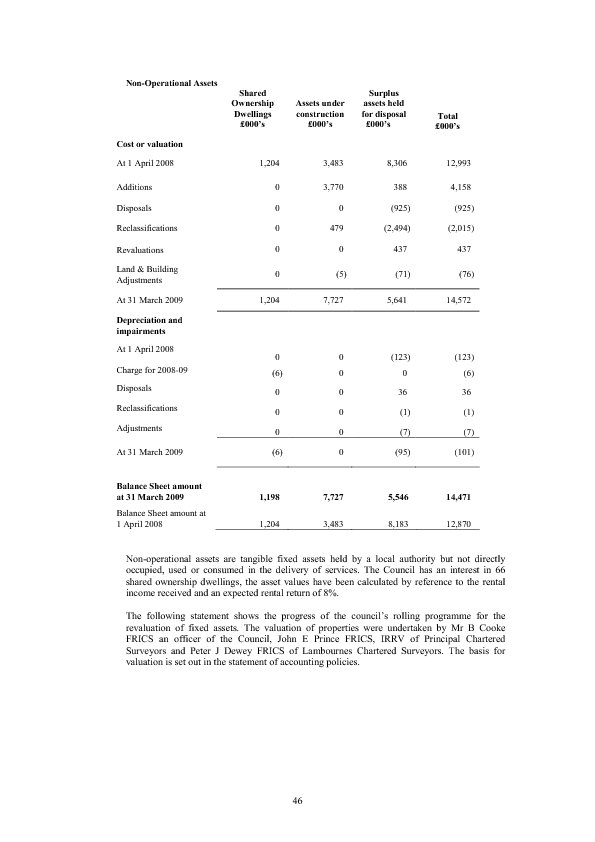 Non-Operational Assets
Shared Ownership Dwellings £000's
Assets under construction £000's
Surplus assets held for disposal £000's
Total £000's
Cost or valuation
At 1 April 2008 1,204 3,483 8,306 12,993
Additions 0 3,770 388 4,158
Disposals 0 0 (925) (925)
Reclassifications 0 479 (2,494) (2,015)
Revaluations 0 0 437 437
Land & Building
Adjustments 0 (5) (71) (76)
At 31 March 2009 1,204 7,727 5,641 14,572
Depreciation and
impairments
At 1 April 2008 0 0 (123) (123)
Charge for 2008-09 (6) 0 0 (6)
Disposals 0 0 36 36
Reclassifications 0 0 (1) (1)
Adjustments 0 0 (7) (7)
At 31 March 2009 (6) 0 (95) (101)
Balance Sheet amount
at 31 March 2009 1,198 7,727 5,546 14,471
Balance Sheet amount at
1 April 2008 1,204 3,483 8,183 12,870
Non-operational assets are tangible fixed assets held by a local authority but not directly
occupied, used or consumed in the delivery of services. The Council has an interest in 66
shared ownership dwellings, the asset values have been calculated by reference to the rental
income received and an expected rental return of 8%.
The following statement shows the progress of the council's rolling programme for the
revaluation of fixed assets. The valuation of properties were undertaken by Mr B Cooke
FRICS an officer of the Council, John E Prince FRICS, IRRV of Principal Chartered
Surveyors and Peter J Dewey FRICS of Lambournes Chartered Surveyors. The basis for
valuation is set out in the statement of accounting policies.
46